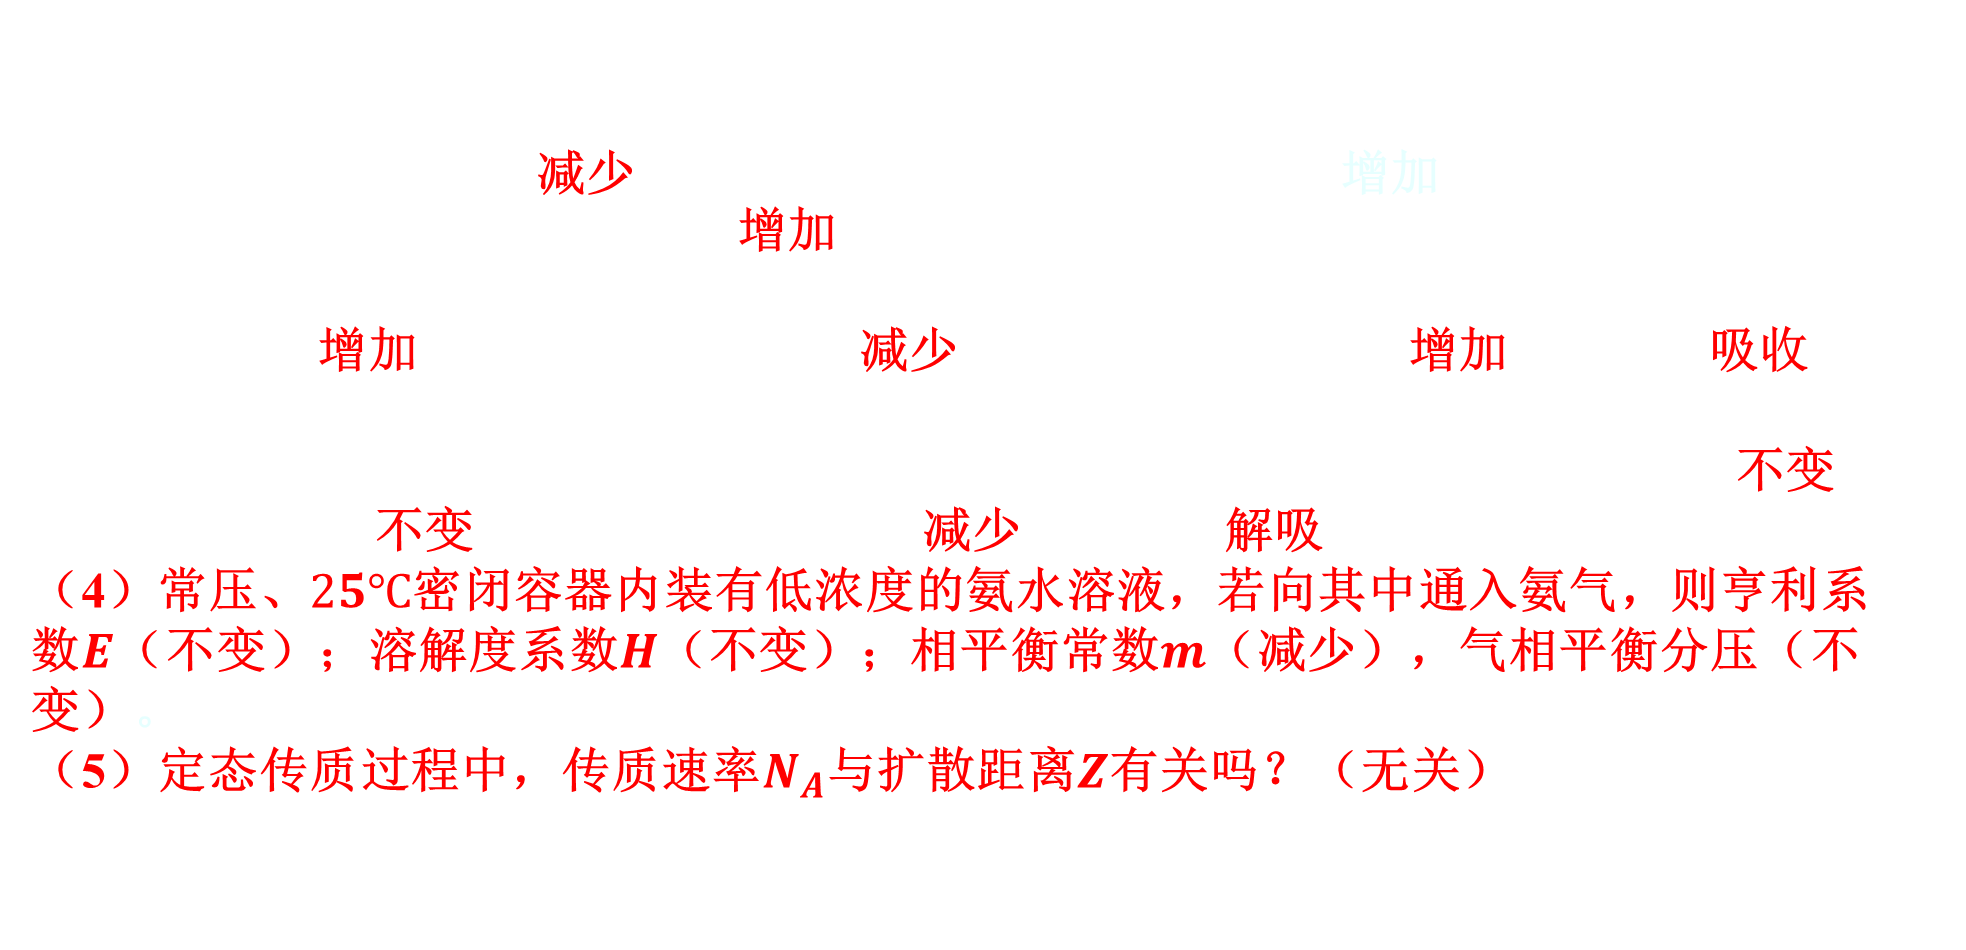 减少 增加
增加
增加 减少 增加 吸收
不变
不变 减少 解吸
（4）常压、25℃密闭容器内装有低浓度的氨水溶液，若向其中通入氨气，则亨利系
数E（不变）；溶解度系数H（不变）；相平衡常数m（减少），气相平衡分压（不
变）。
（5）定态传质过程中，传质速率N_A与扩散距离Z有关吗？（无关）